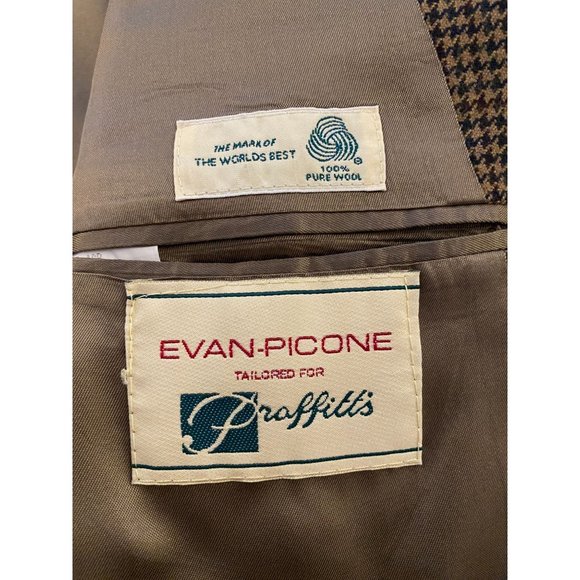 THE MARK OF
THE WORLDS BEST
®
100%
PURE WOOL
EVAN-PICONE
TAILORED FOR
Proffitt's